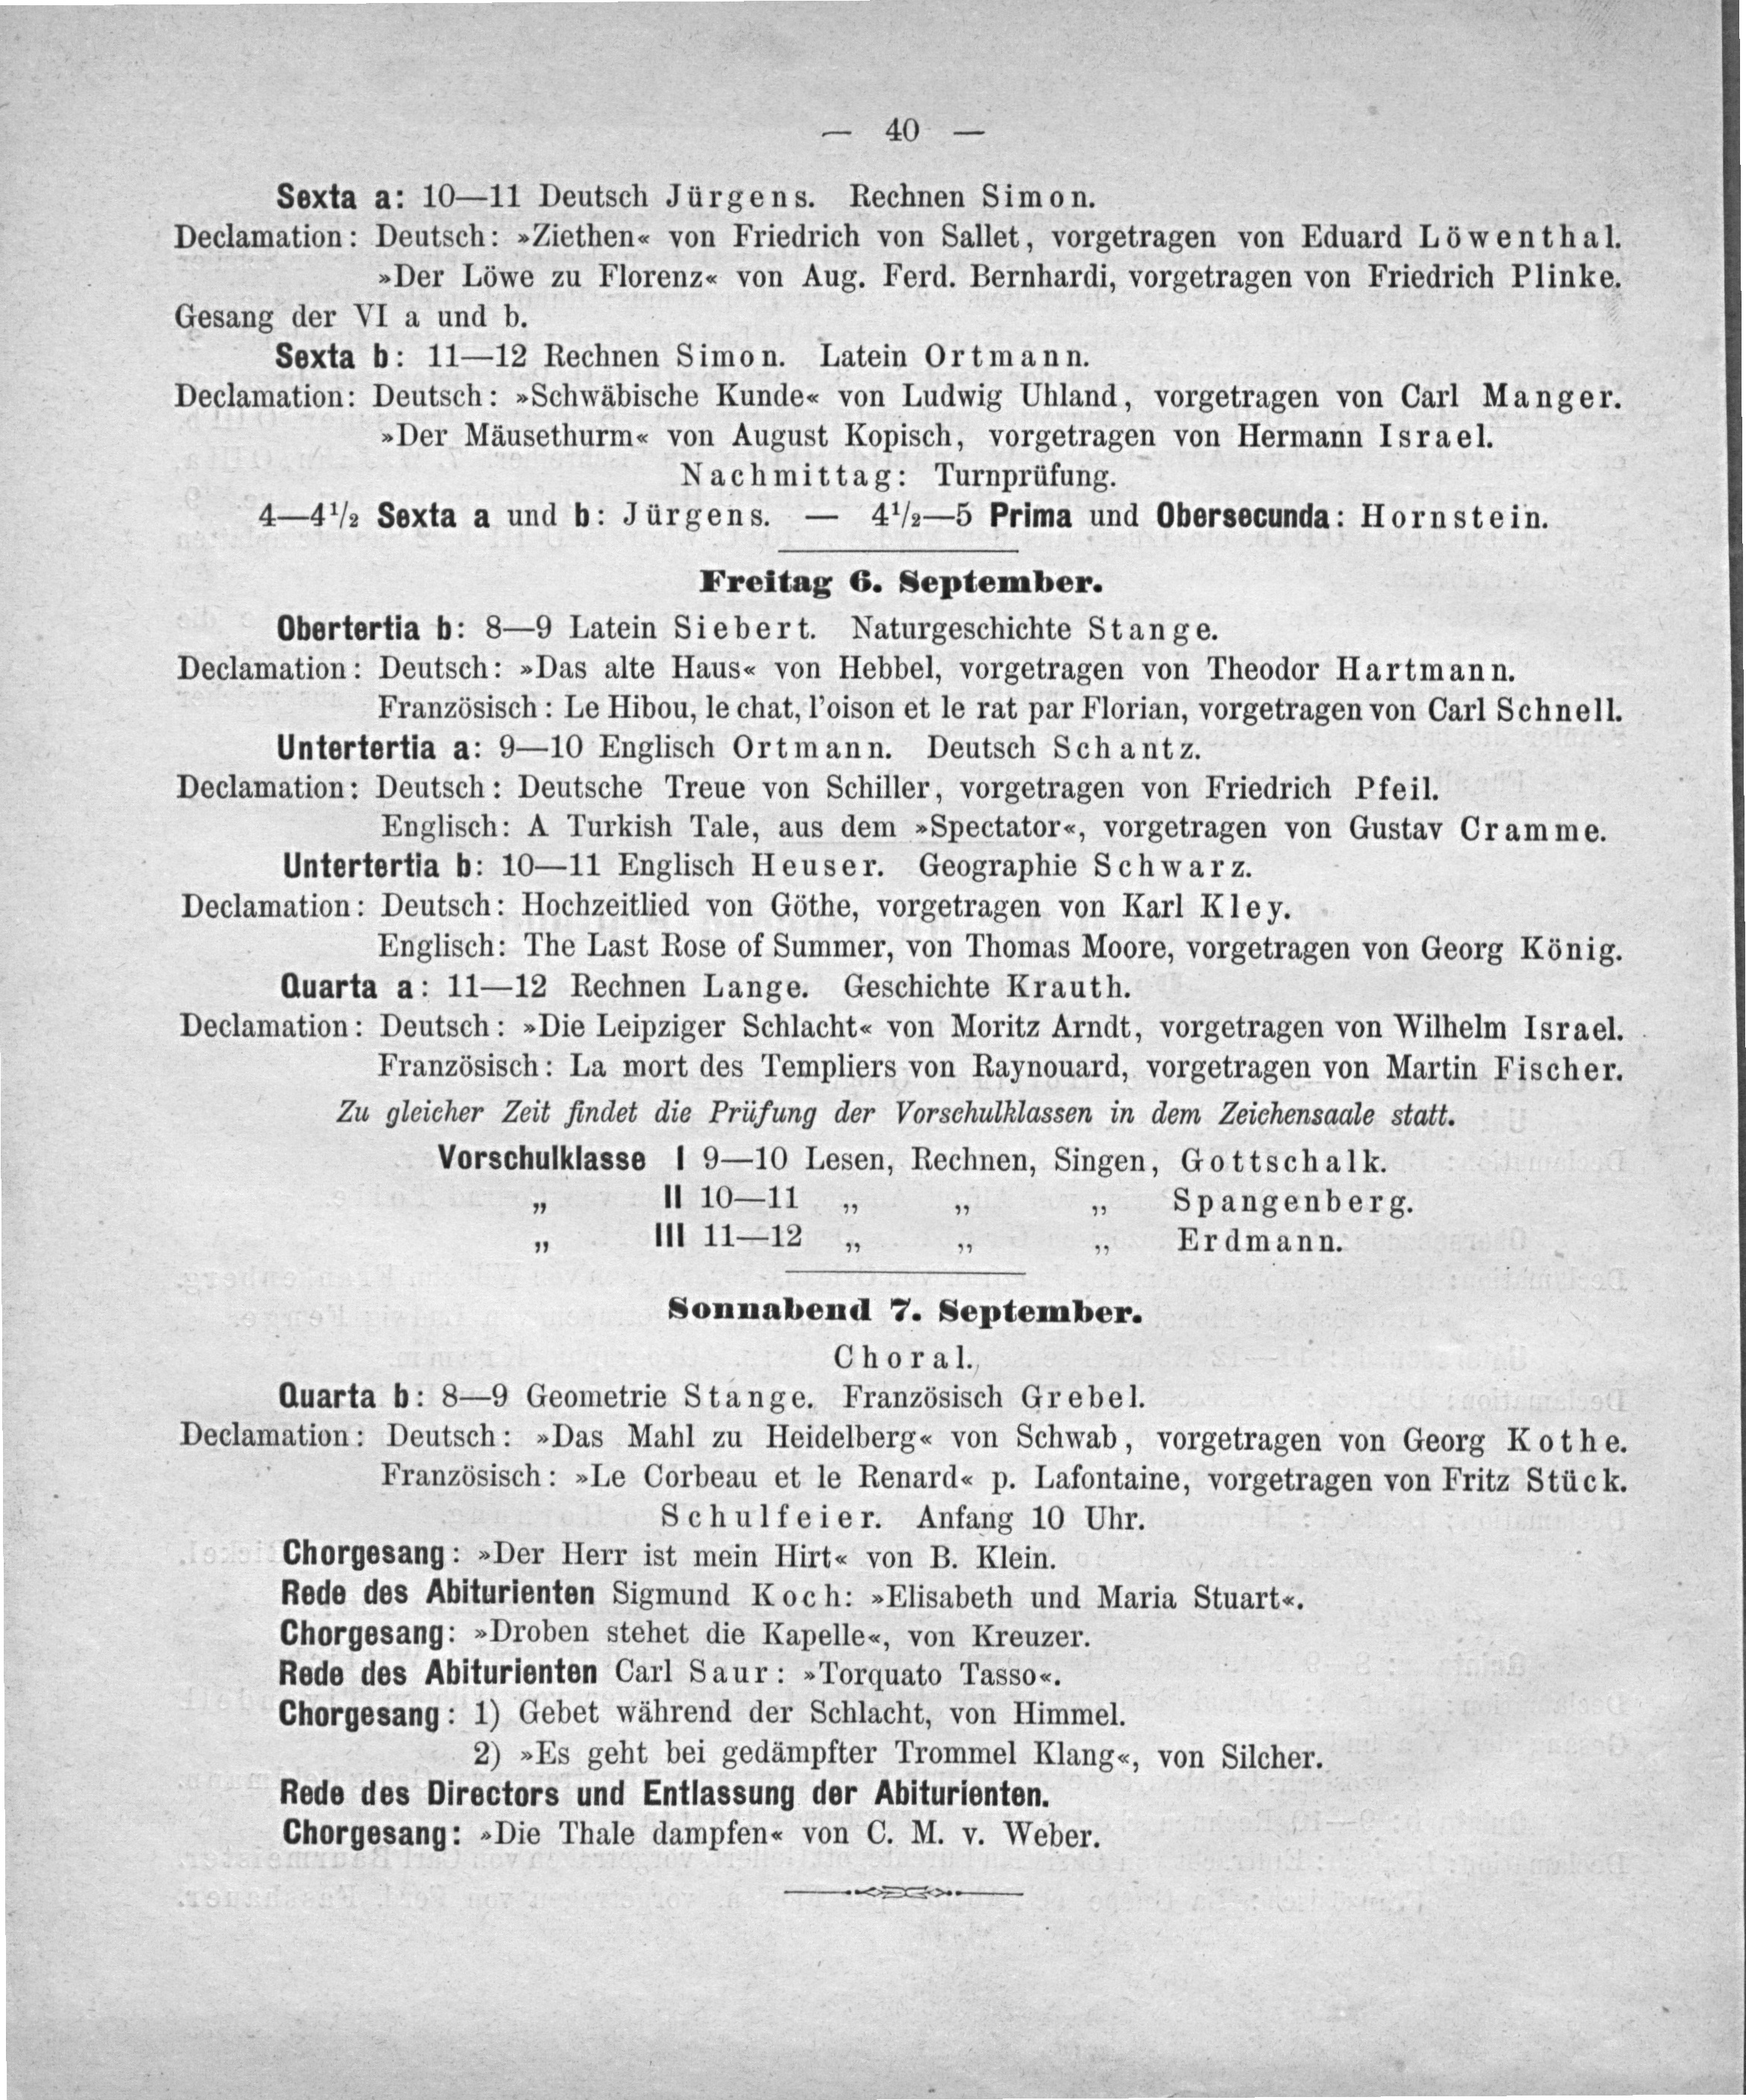 — 40 —
Sexta a: 10—11 Deutsch Jürgens. Rechnen Simon.
Declamation: Deutsch: »Ziethen« von Friedrich von Sallet, vorgetragen von Eduard Löwenthal.
»Der Löwe zu Florenz« von Aug. Ferd. Bernhardi, vorgetragen von Friedrich Plinke.
Gesang der VI a und b.
Sexta b: 11—12 Rechnen Simon. Latein Ortmann.
Declamation: Deutsch: »Schwäbische Kunde« von Ludwig Uhland, vorgetragen von Carl Manger.
»Der Mäusethurm« von August Kopisch, vorgetragen von Hermann Israel.
Nachmittag: Turnprüfung.
4—4½ Sexta a und b: Jürgens. — 4½—5 Prima und Obersecunda: Hornstein.
Freitag 6. September.
Obertertia b: 8—9 Latein Siebert. Naturgeschichte Stange.
Declamation: Deutsch: »Das alte Haus« von Hebbel, vorgetragen von Theodor Hartmann.
Französisch: Le Hibou, le chat, l'oison et le rat par Florian, vorgetragen von Carl Schnell.
Untertertia a: 9—10 Englisch Ortmann. Deutsch Schantz.
Declamation: Deutsch: Deutsche Treue von Schiller, vorgetragen von Friedrich Pfeil.
Englisch: A Turkish Tale, aus dem »Spectator«, vorgetragen von Gustav Cramme.
Untertertia b: 10—11 Englisch Heuser. Geographie Schwarz.
Declamation: Deutsch: Hochzeitlied von Göthe, vorgetragen von Karl Kley.
Englisch: The Last Rose of Summer, von Thomas Moore, vorgetragen von Georg König.
Quarta a: 11—12 Rechnen Lange. Geschichte Krauth.
Declamation: Deutsch: »Die Leipziger Schlacht« von Moritz Arndt, vorgetragen von Wilhelm Israel.
Französisch: La mort des Templiers von Raynouard, vorgetragen von Martin Fischer.
Zu gleicher Zeit findet die Prüfung der Vorschulklassen in dem Zeichensaale statt.
Vorschulklasse I 9—10 Lesen, Rechnen, Singen, Gottschalk.
„ II 10—11 „ „ „ Spangenberg.
„ III 11—12 „ „ „ Erdmann.
Sonnabend 7. September.
Choral.
Quarta b: 8—9 Geometrie Stange. Französisch Grebel.
Declamation: Deutsch: »Das Mahl zu Heidelberg« von Schwab, vorgetragen von Georg Kothe.
Französisch: »Le Corbeau et le Renard« p. Lafontaine, vorgetragen von Fritz Stück.
Schulfeier. Anfang 10 Uhr.
Chorgesang: »Der Herr ist mein Hirt« von B. Klein.
Rede des Abiturienten Sigmund Koch: »Elisabeth und Maria Stuart«.
Chorgesang: »Droben stehet die Kapelle«, von Kreuzer.
Rede des Abiturienten Carl Saur: »Torquato Tasso«.
Chorgesang: 1) Gebet während der Schlacht, von Himmel.
2) »Es geht bei gedämpfter Trommel Klang«, von Silcher.
Rede des Directors und Entlassung der Abiturienten.
Chorgesang: »Die Thale dampfen« von C. M. v. Weber.